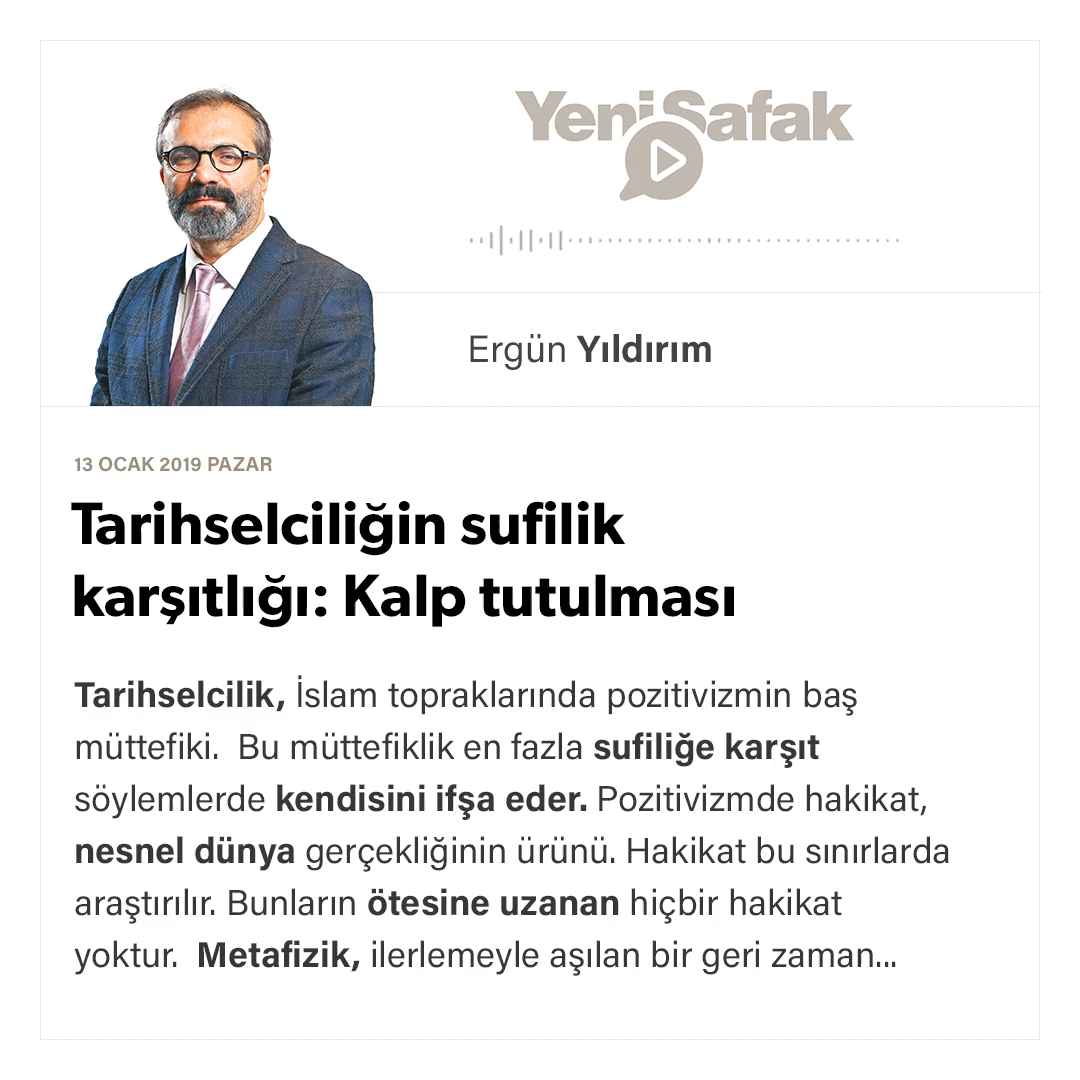 YeniŞafak
Ergün Yıldırım
13 OCAK 2019 PAZAR
Tarihselciliğin sufilik
karşıtlığı: Kalp tutulması
Tarihselcilik, İslam topraklarında pozitivizmin baş
müttefiki. Bu müttefiklik en fazla sufiliğe karşıt
söylemlerde kendisini ifşa eder. Pozitivizmde hakikat,
nesnel dünya gerçekliğinin ürünü. Hakikat bu sınırlarda
araştırılır. Bunların ötesine uzanan hiçbir hakikat
yoktur. Metafizik, ilerlemeyle aşılan bir geri zaman...